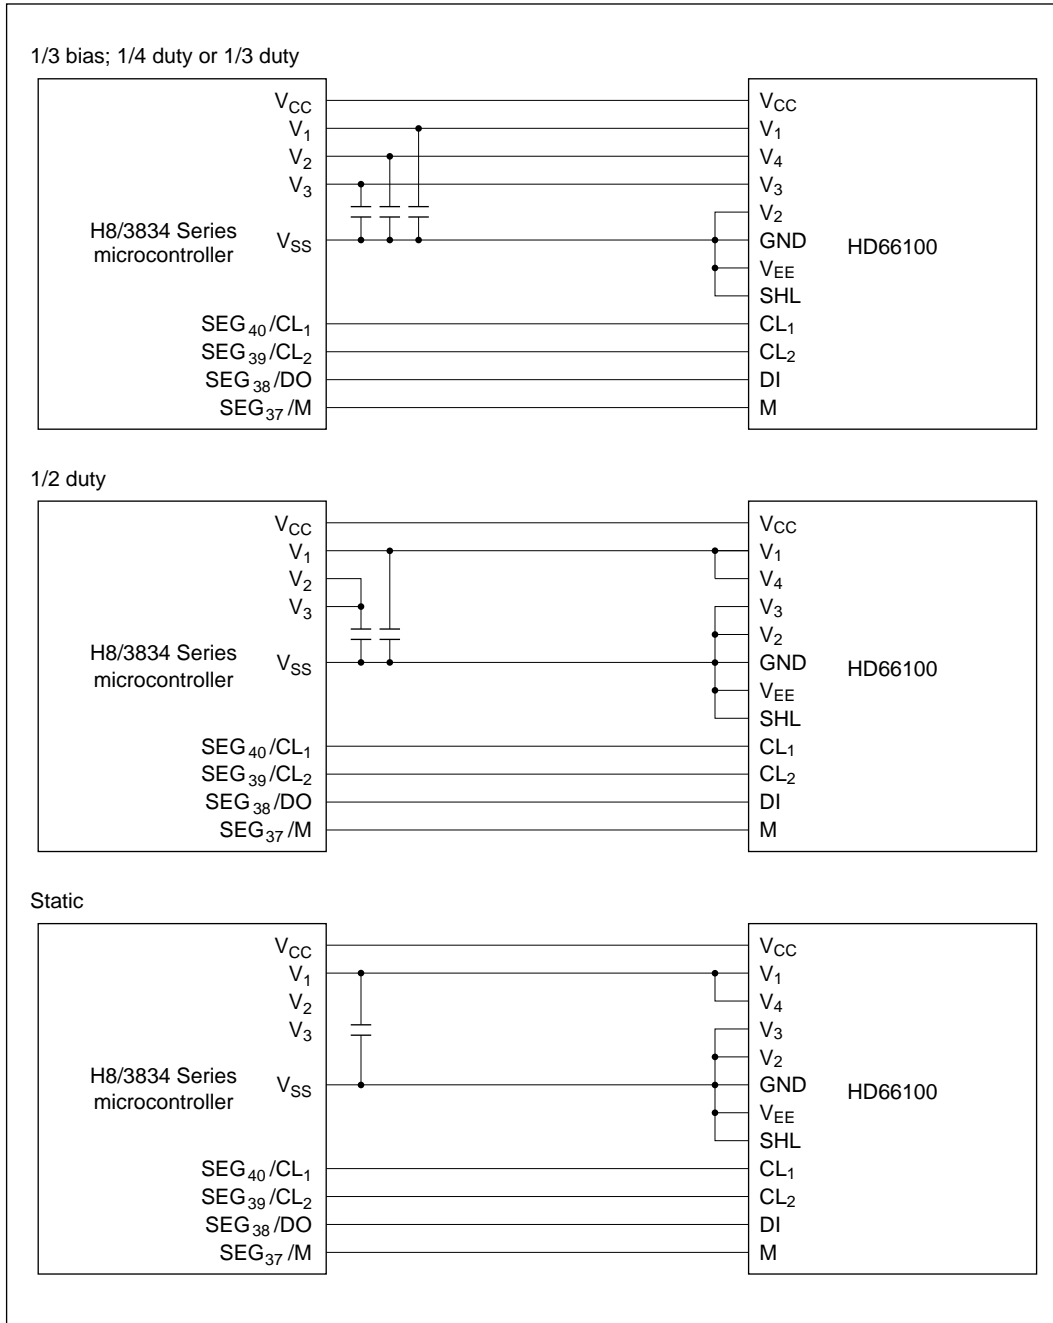 1/3 bias; 1/4 duty or 1/3 duty
VCC VCC
V1 V1
V2 V4
V3 V3
V2
H8/3834 Series
microcontroller
VSS GND HD66100
VEE
SHL
SEG40/CL1 CL1
SEG39/CL2 CL2
SEG38/DO DI
SEG37/M M
1/2 duty
VCC VCC
V1 V1
V2 V4
V3 V3
V2
H8/3834 Series
microcontroller
VSS GND HD66100
VEE
SHL
SEG40/CL1 CL1
SEG39/CL2 CL2
SEG38/DO DI
SEG37/M M
Static
VCC VCC
V1 V1
V2 V4
V3 V3
V2
H8/3834 Series
microcontroller
VSS GND HD66100
VEE
SHL
SEG40/CL1 CL1
SEG39/CL2 CL2
SEG38/DO DI
SEG37/M M